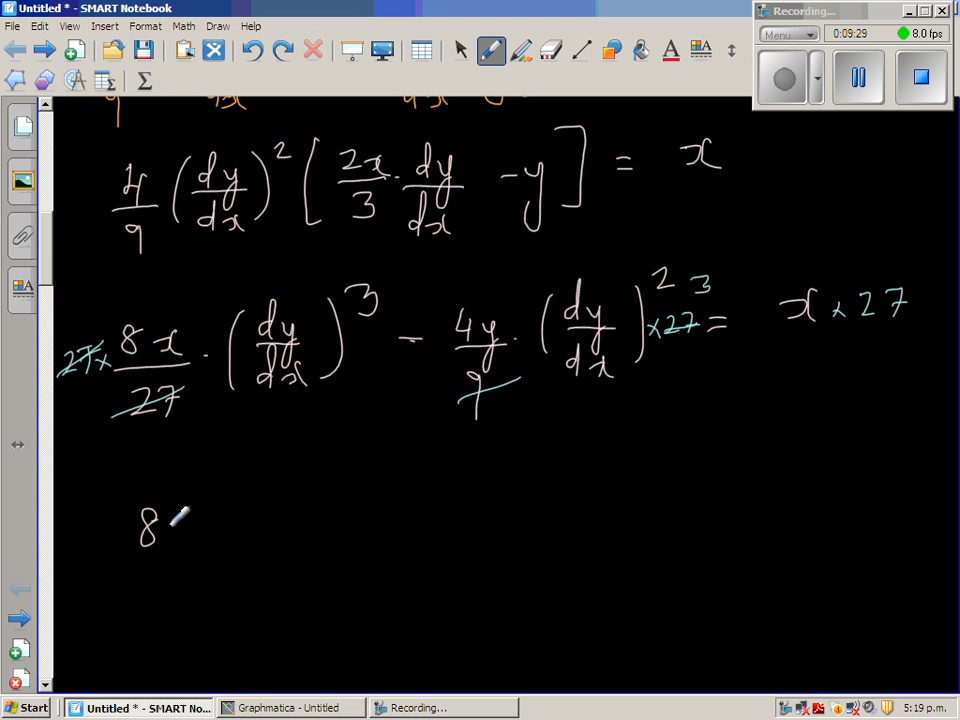 Untitled * - SMART Notebook
File Edit View Insert Format Math Draw Help
Recording...
Menu 0:09:29 8.0 fps
4/9 (dy/dx)² [2x/3 · dy/dx - y] = x
27× 8x/27 · (dy/dx)³ - 4y/9 · (dy/dx)² ×27 3 = x × 27
8
Start Untitled * - SMART No... Graphmatica - Untitled Recording... 5:19 p.m.